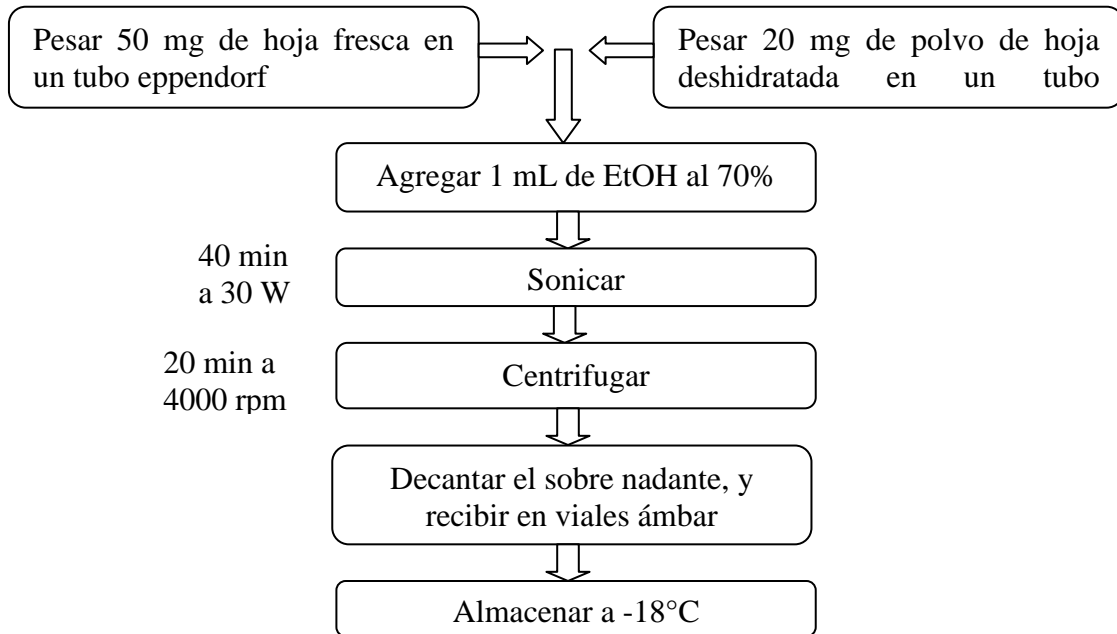 Pesar 50 mg de hoja fresca en
un tubo eppendorf
Pesar 20 mg de polvo de hoja
deshidratada en un tubo
Agregar 1 mL de EtOH al 70%
40 min
a 30 W
Sonicar
20 min a
4000 rpm
Centrifugar
Decantar el sobre nadante, y
recibir en viales ámbar
Almacenar a -18°C